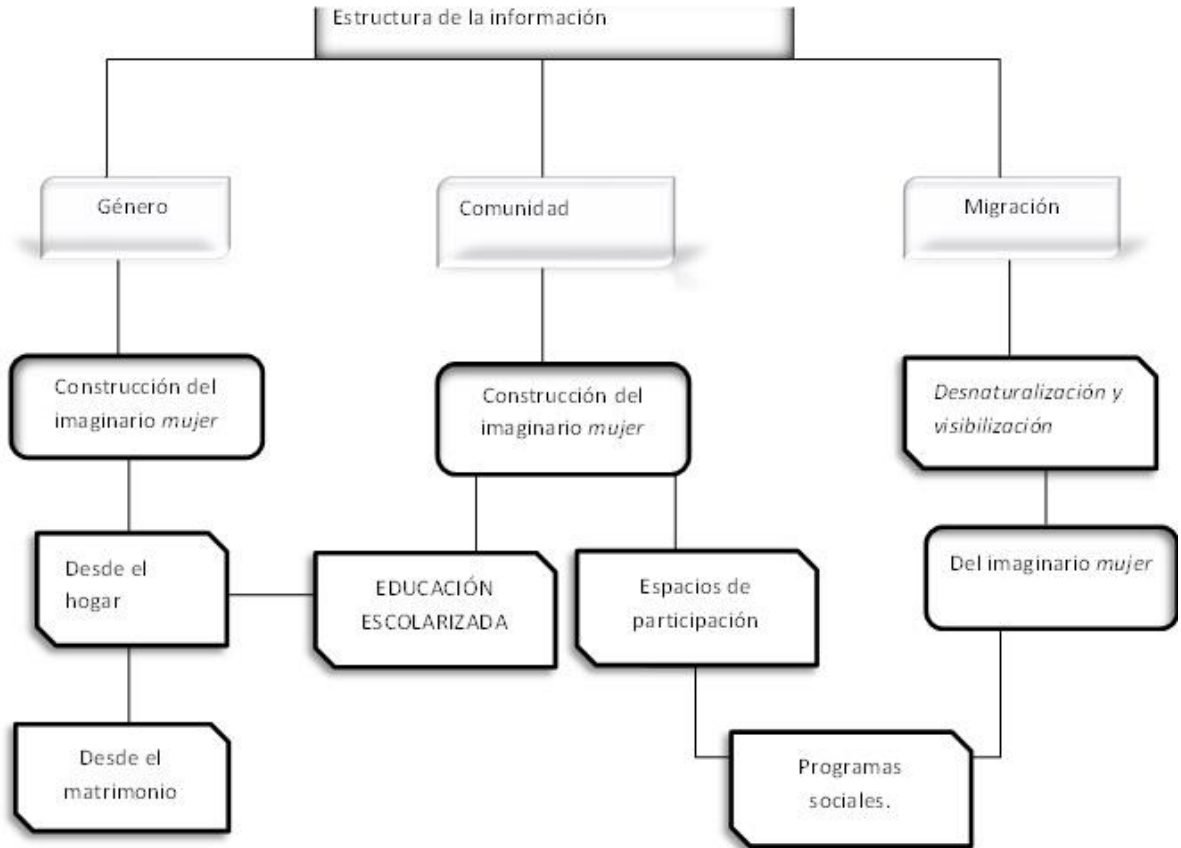 Estructura de la información
Género
Comunidad
Migración
Construcción del
imaginario mujer
Construcción del
imaginario mujer
Desnaturalización y
visibilización
Desde el
hogar
EDUCACIÓN
ESCOLARIZADA
Espacios de
participación
Del imaginario mujer
Desde el
matrimonio
Programas
sociales.